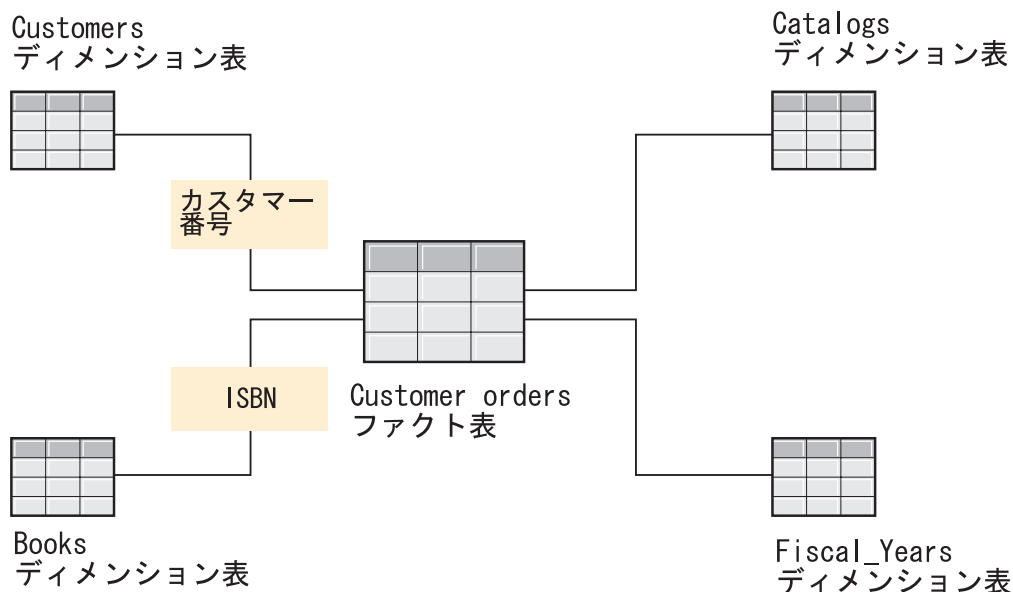 Customers
ディメンション表
Catalogs
ディメンション表
カスタマー
番号
ISBN
Customer orders
ファクト表
Books
ディメンション表
Fiscal_Years
ディメンション表